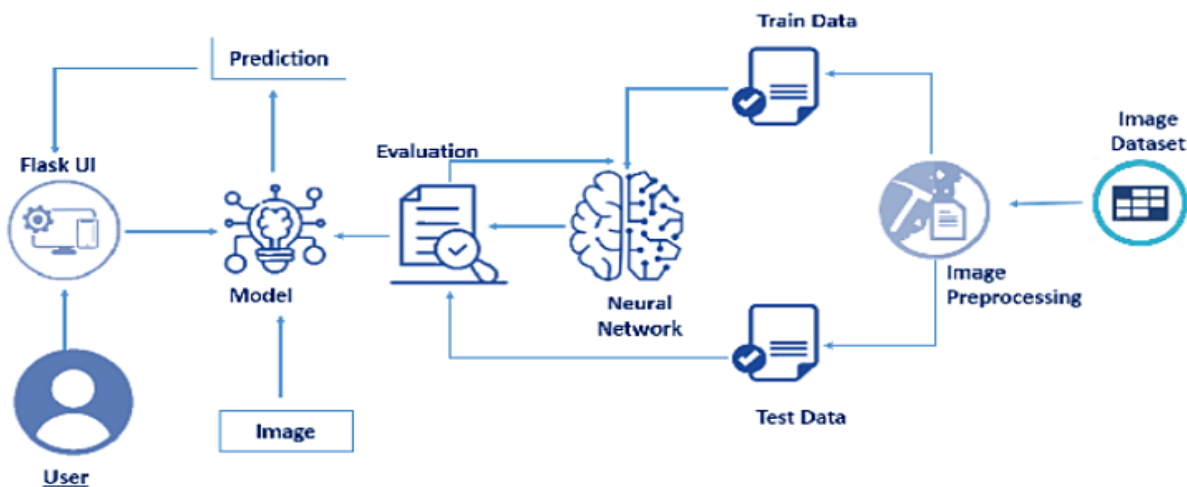 Train Data
Prediction
Image
Dataset
Evaluation
Flask UI
Image
Preprocessing
Model
Neural
Network
Test Data
Image
User